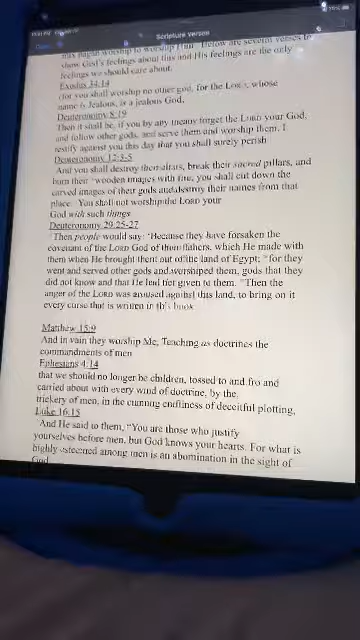 Scripture version
Done
mix pagan worship to worship Him. Below are several verses to
show God's feelings about this and His feelings are the only
feelings we should care about.
Exodus 34:14
(for you shall worship no other god, for the LORD, whose
name is Jealous, is a jealous God,
Deuteronomy 8:19
Then it shall be, if you by any means forget the LORD your God,
and follow other gods, and serve them and worship them, I
testify against you this day that you shall surely perish
Deuteronomy 12:3-5
And you shall destroy their altars, break their sacred pillars, and
burn their wooden images with fire; you shall cut down the
carved images of their gods and destroy their names from that
place. You shall not worship the LORD your
God with such things
Deuteronomy 29:25-27
Then people would say: 'Because they have forsaken the
covenant of the LORD God of their fathers, which He made with
them when He brought them out of the land of Egypt; for they
went and served other gods and worshiped them, gods that they
did not know and that He had not given to them. Then the
anger of the LORD was aroused against this land, to bring on it
every curse that is written in this book
Matthew 15:9
And in vain they worship Me, Teaching as doctrines the
commandments of men
Ephesians 4:14
that we should no longer be children, tossed to and fro and
carried about with every wind of doctrine, by the
trickery of men, in the cunning craftiness of deceitful plotting,
Luke 16:15
And He said to them, "You are those who justify
yourselves before men, but God knows your hearts. For what is
highly esteemed among men is an abomination in the sight of
God